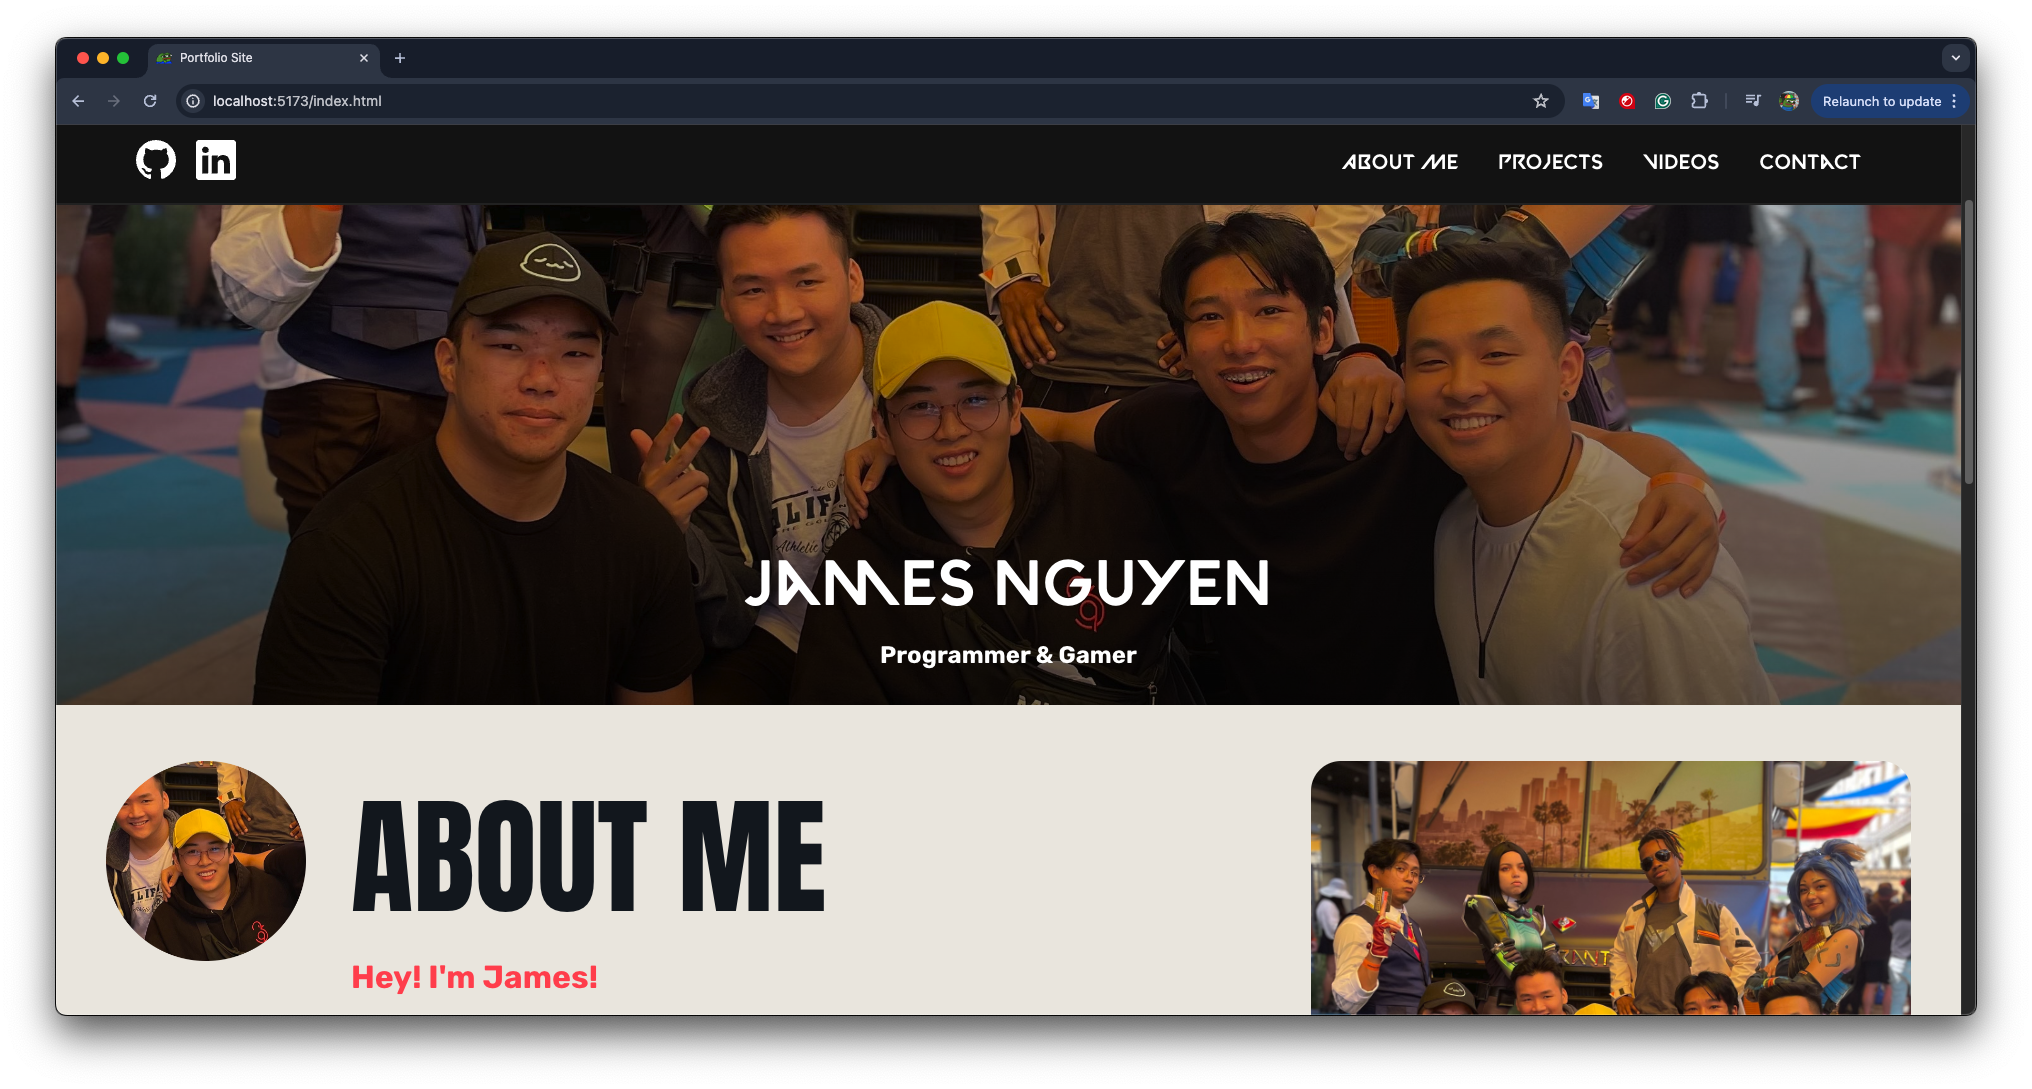 Portfolio Site
localhost:5173/index.html
Relaunch to update
in
ABOUT ME
PROJECTS
VIDEOS
CONTACT
Athletic
JAMES NGUYEN
Programmer & Gamer
ABOUT ME
Hey! I'm James!